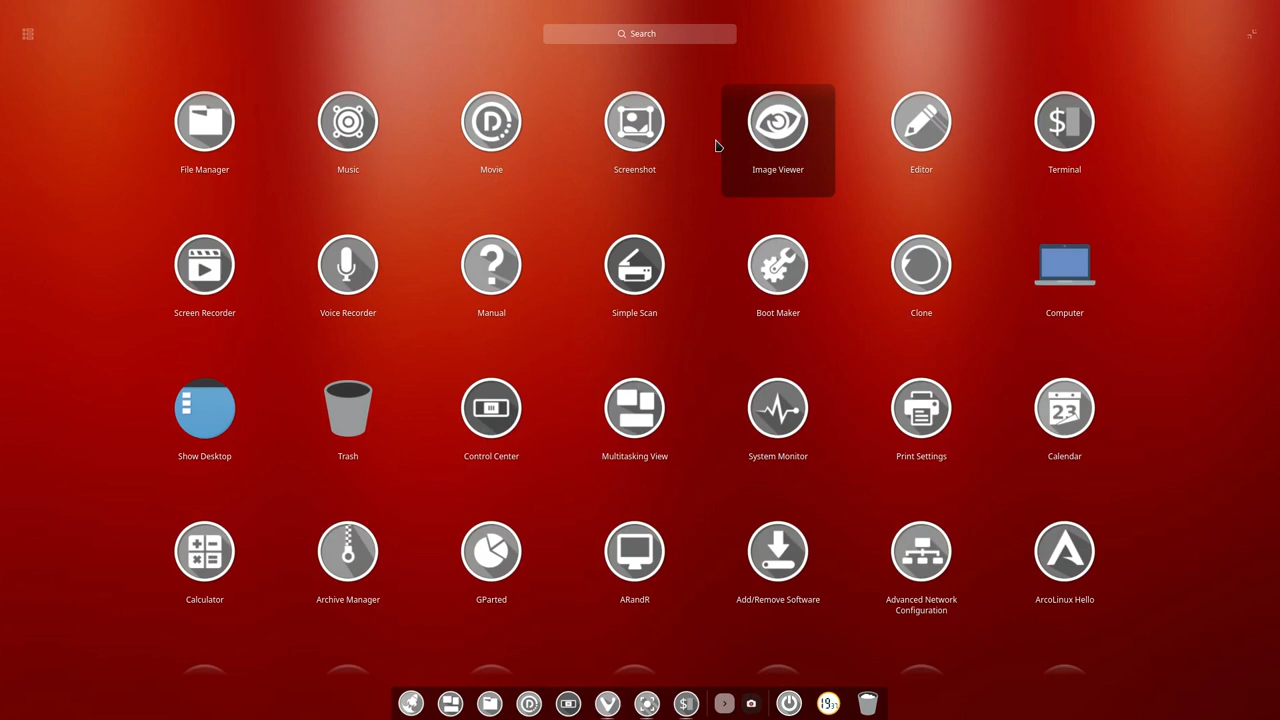 Search
File Manager
Music
Movie
Screenshot
Image Viewer
Editor
Terminal
Screen Recorder
Voice Recorder
Manual
Simple Scan
Boot Maker
Clone
Computer
Show Desktop
Trash
Control Center
Multitasking View
System Monitor
Print Settings
Calendar
Calculator
Archive Manager
GParted
ARandR
Add/Remove Software
Advanced Network
Configuration
ArcoLinux Hello